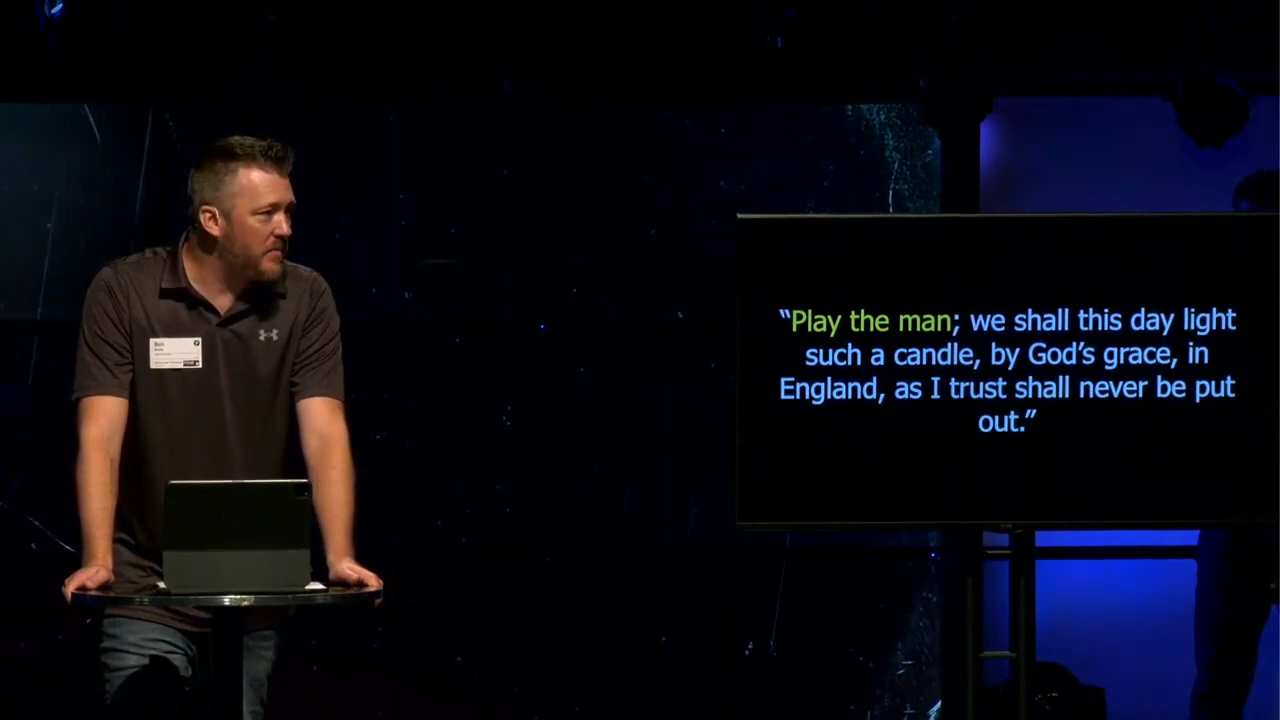 Ben
“Play the man; we shall this day light
such a candle, by God’s grace, in
England, as I trust shall never be put
out.”